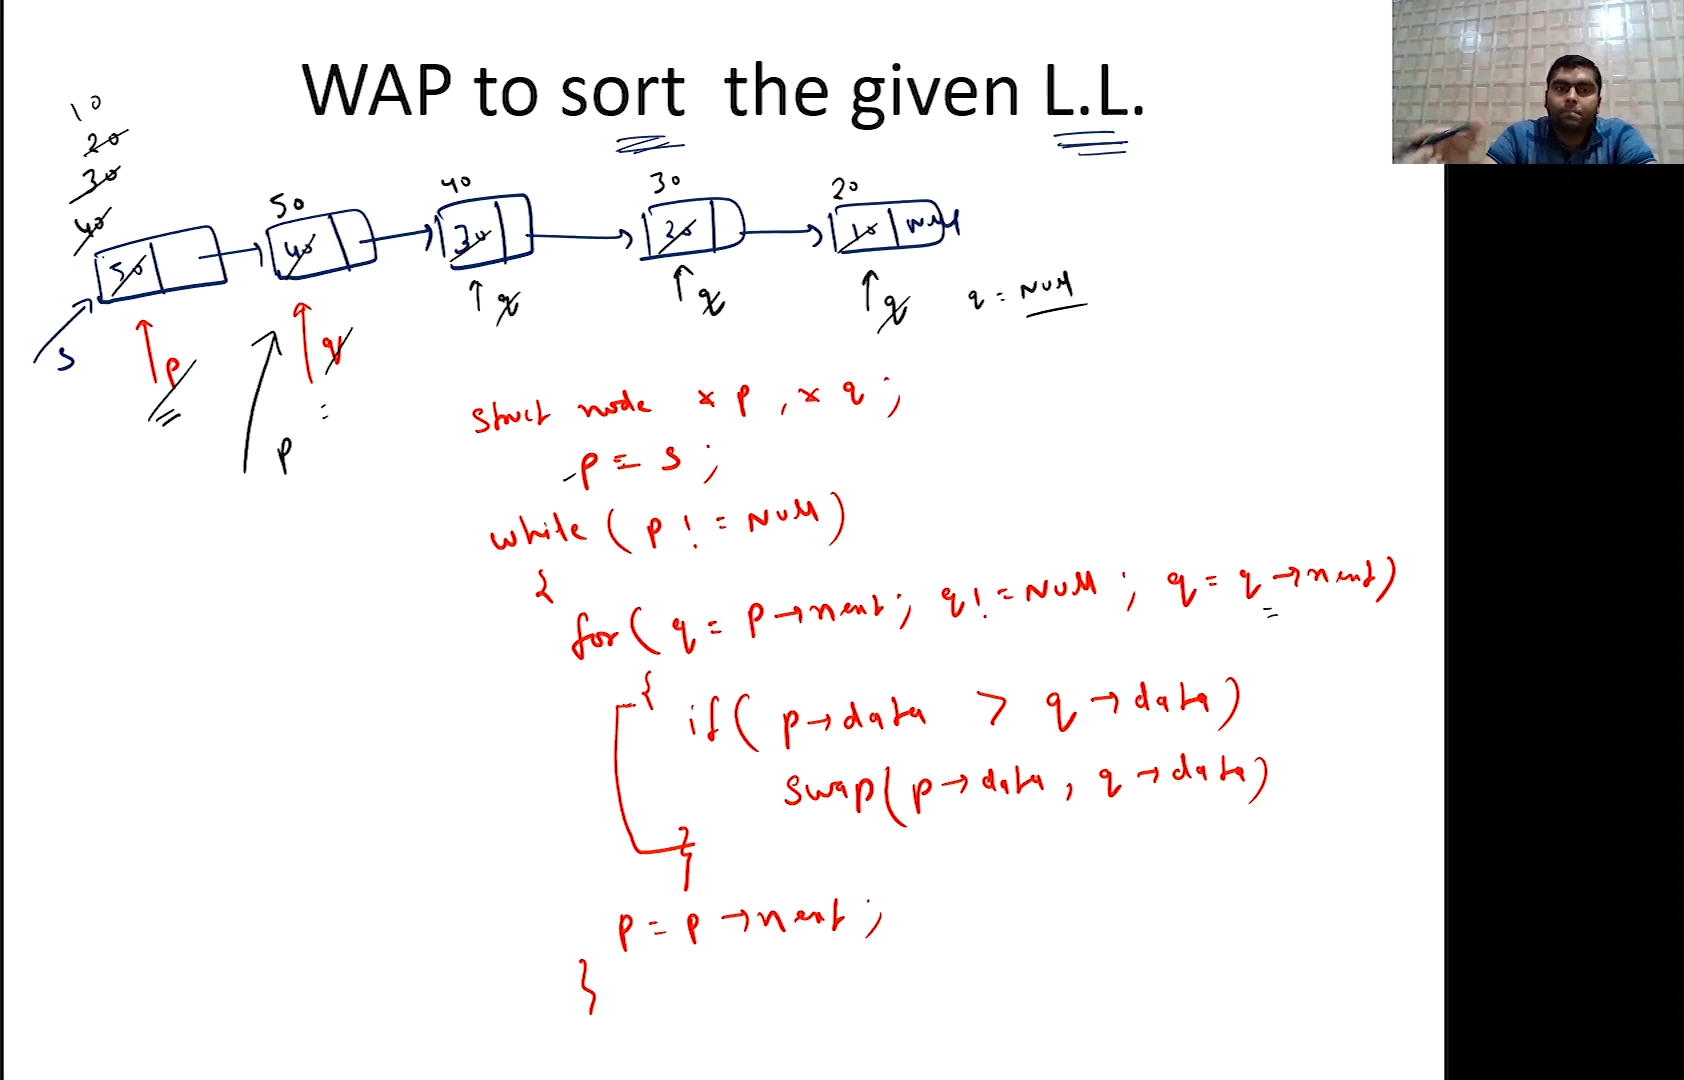 WAP to sort the given L.L.
10
20
30
40
50 40 30 20
50 40 30 20 10 NULL
s p q q q q q = NULL
p
struct node * p , * q ;
p = s ;
while ( p ! = NULL )
{
for ( q = p → next ; q ! = NULL ; q = q → next )
{
if ( p → data > q → data )
swap ( p → data , q → data )
}
p = p → next ;
}